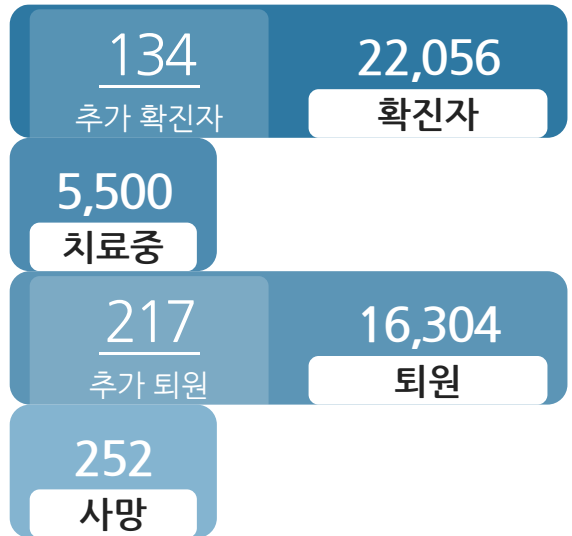 134
추가 확진자
22,056
확진자
5,500
치료중
217
추가 퇴원
16,304
퇴원
252
사망